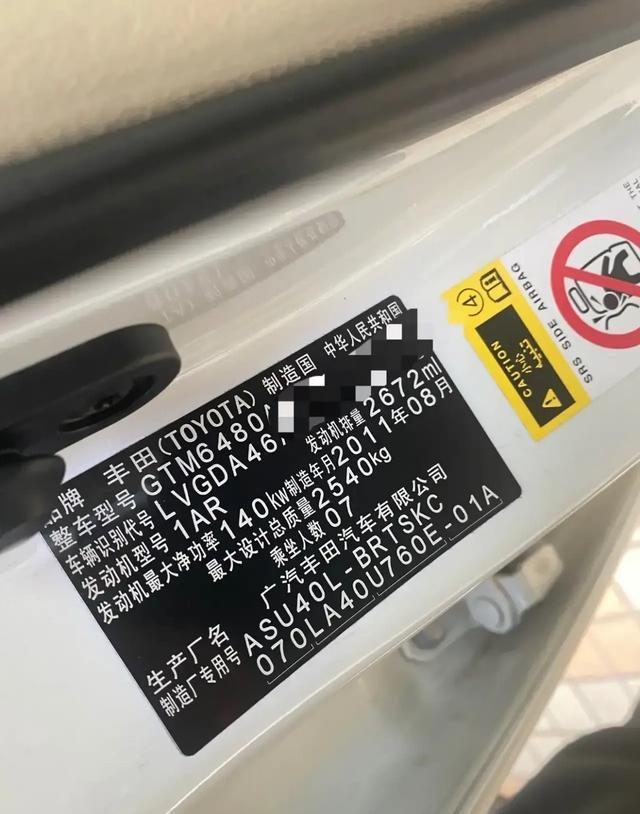 品牌 丰田(TOYOTA) 制造国 中华人民共和国
整车型号 GTM6480
车辆识别代号 LVGDA46
发动机型号 1AR 发动机排量 2672ml
发动机最大净功率 140kw 制造年月 2011年08月
最大设计总质量 2540kg
乘坐人数 07
生产厂名 广汽丰田汽车有限公司
制造厂专用号 ASU40L-BRTSKC
070LA40U760E-01A
CAUTION 小心
SRS SIDE AIRBAG